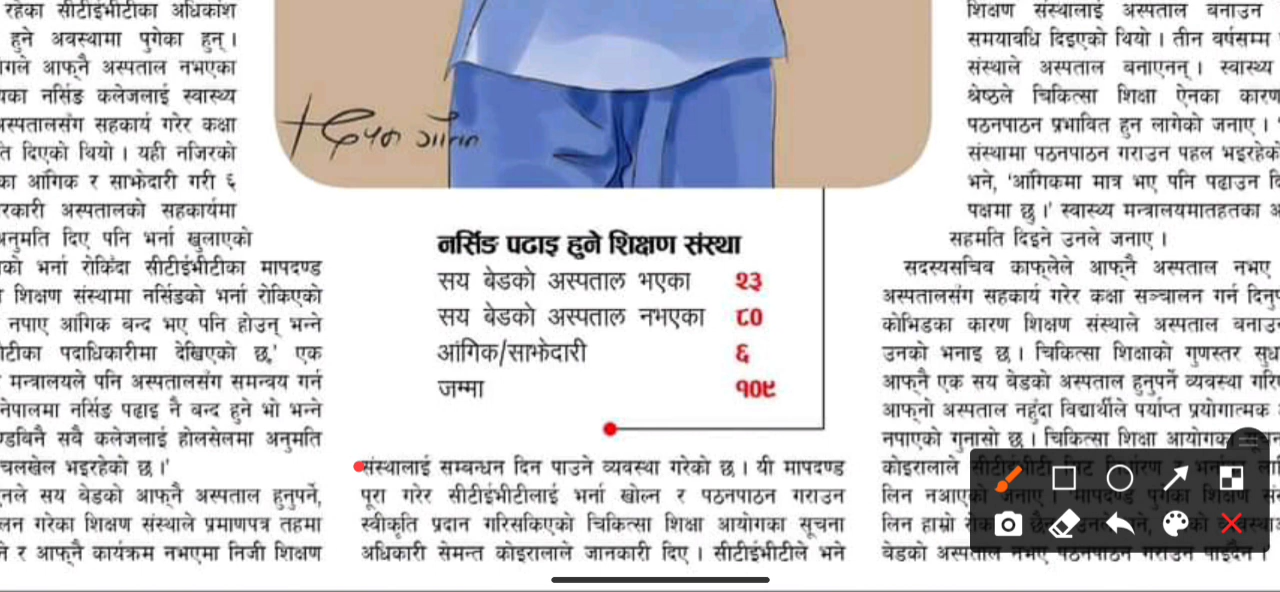 रहेका सीटीईभीटीका अधिकांश
हुने अवस्थामा पुगेका हुन् ।
आफ्नै अस्पताल नभएका
नर्सिङ कलेजलाई स्वास्थ्य
सहकार्य गरेर कक्षा
दिएको थियो । यही नजिरको
आंगिक र साझेदारी गरी ६
अस्पतालको सहकार्यमा
अनुमति दिए पनि भर्ना खुलाएको
भर्ना रोकिँदा सीटीईभीटीका मापदण्ड
शिक्षण संस्थामा नर्सिङको भर्ना रोकिएको
नपाए आंगिक बन्द भए पनि होउन् भन्ने
पदाधिकारीमा देखिएको छ,' एक
मन्त्रालयले पनि अस्पतालसंग समन्वय गर्न
नेपालमा नर्सिङ पढाइ नै बन्द हुने भो भन्ने
सबै कलेजलाई होलसेलमा अनुमति
चलखेल भइरहेको छ ।'
सय बेडको आफ्नै अस्पताल हुनुपर्ने,
गरेका शिक्षण संस्थाले प्रमाणपत्र तहमा
र आफ्नै कार्यक्रम नभएमा निजी शिक्षण
नर्सिङ पढाइ हुने शिक्षण संस्था
सय बेडको अस्पताल भएका २३
सय बेडको अस्पताल नभएका ८०
आंगिक/साझेदारी ६
जम्मा १०९
संस्थालाई सम्बन्धन दिन पाउने व्यवस्था गरेको छ । यी मापदण्ड
पूरा गरेर सीटीईभीटीलाई भर्ना खोल्न र पठनपाठन गराउन
स्वीकृति प्रदान गरिसकिएको चिकित्सा शिक्षा आयोगका सूचना
अधिकारी सेमन्त कोइरालाले जानकारी दिए । सीटीईभीटीले भने
शिक्षण संस्थालाई अस्पताल बनाउन
समयावधि दिइएको थियो । तीन वर्षसम्म
संस्थाले अस्पताल बनाएनन् । स्वास्थ्य
श्रेष्ठले चिकित्सा शिक्षा ऐनका कारण
पठनपाठन प्रभावित हुन लागेको जनाए ।
संस्थामा पठनपाठन गराउन पहल भइरहेको
भने, 'आंगिकमा मात्र भए पनि पढाउन
पक्षमा छु ।' स्वास्थ्य मन्त्रालयमातहतका
सहमति दिइने उनले जनाए ।
सदस्यसचिव काफ्लेले आफ्नै अस्पताल नभए
अस्पतालसंग सहकार्य गरेर कक्षा सञ्चालन गर्न
कोभिडका कारण शिक्षण संस्थाले अस्पताल
उनको भनाइ छ । चिकित्सा शिक्षाको गुणस्तर
आफ्नै एक सय बेडको अस्पताल हुनुपर्ने व्यवस्था
आफ्नो अस्पताल नहुँदा विद्यार्थीले पर्याप्त प्रयोगात्मक
नपाएको गुनासो छ । चिकित्सा शिक्षा
कोइरालाले
लिन
लिन हाम्रो
बेडको अस्पताल नभए पठनपाठन गराउन पाइँदैन ।